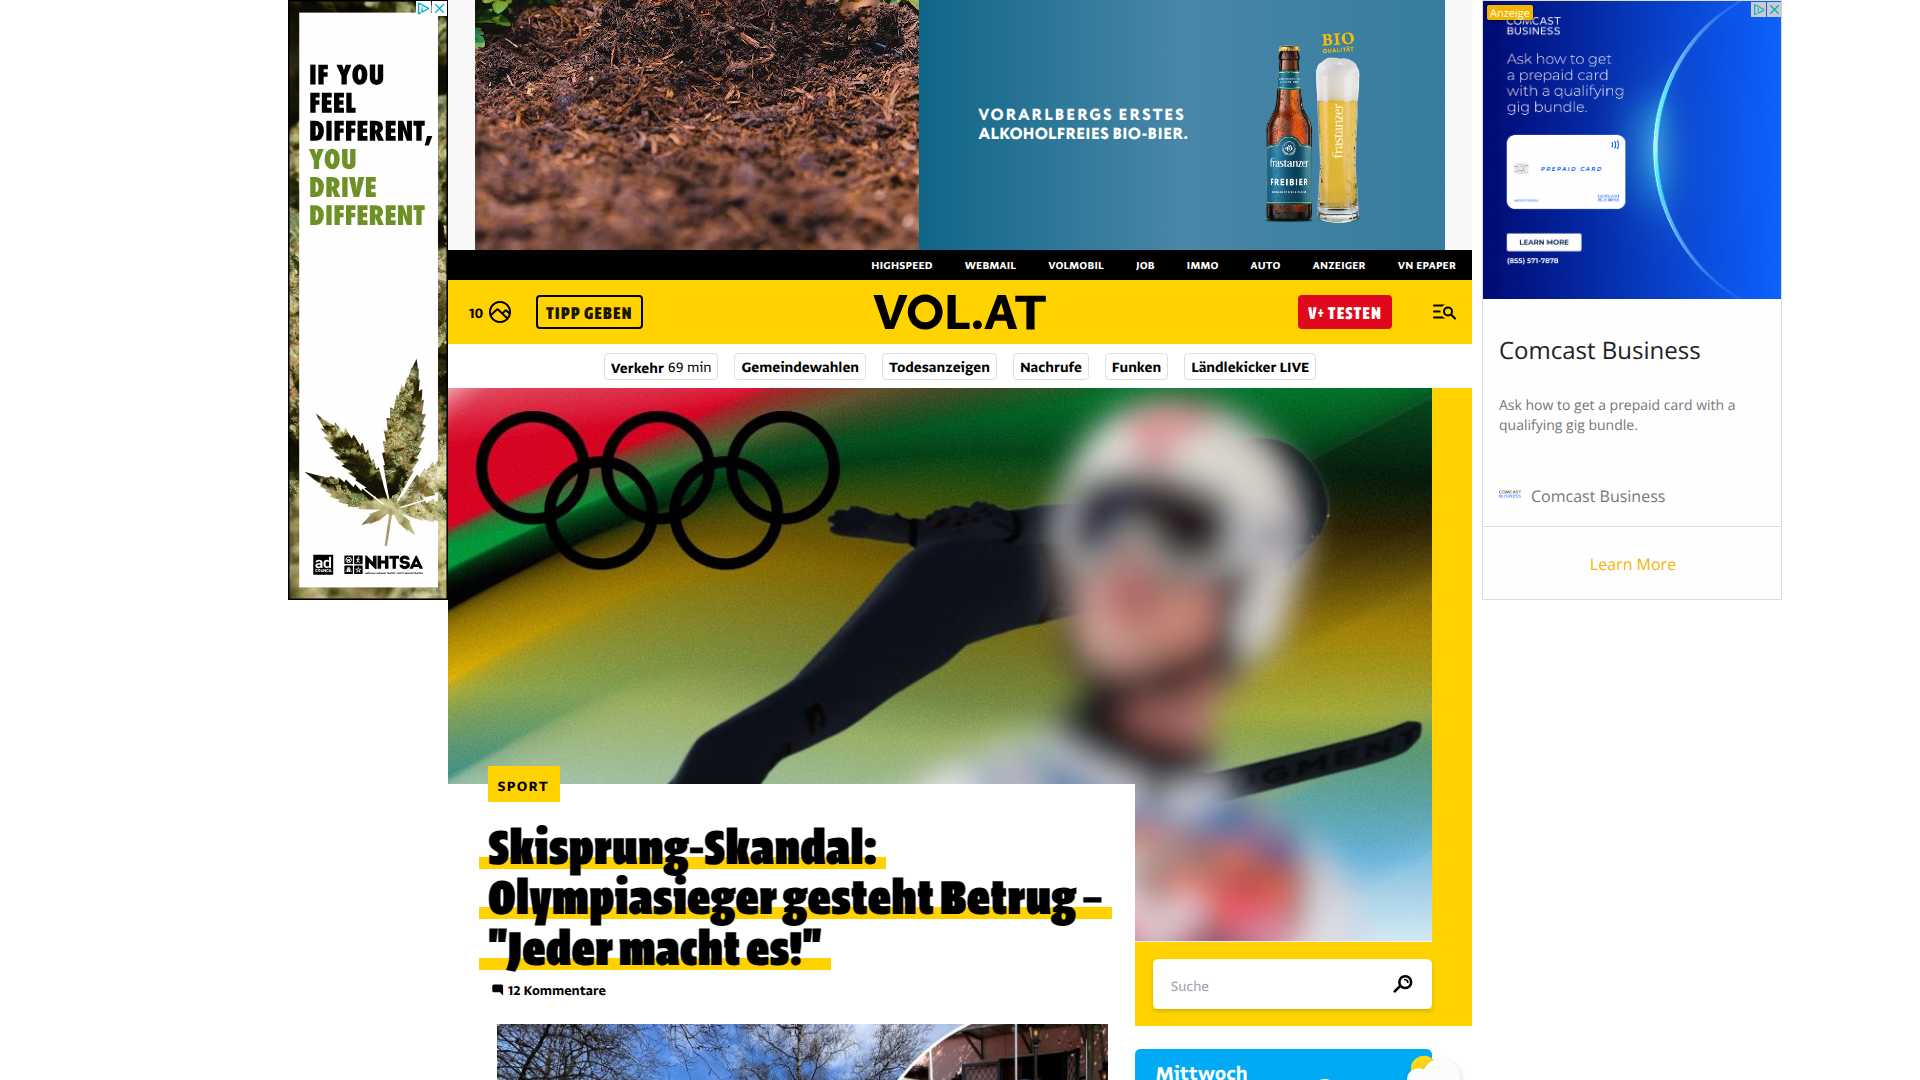 IF YOU
FEEL
DIFFERENT,
YOU
DRIVE
DIFFERENT
ad
COUNCIL
NHTSA
VORARLBERGS ERSTES
ALKOHOLFREIES BIO-BIER.
BIO
QUALITÄT
frastanzer
FREIBIER
frastanzer
Anzeige
COMCAST
BUSINESS
Ask how to get
a prepaid card
with a qualifying
gig bundle.
PREPAID CARD
LEARN MORE
(855) 571-7878
Comcast Business
Ask how to get a prepaid card with a
qualifying gig bundle.
COMCAST
BUSINESS
Comcast Business
Learn More
HIGHSPEED WEBMAIL VOLMOBIL JOB IMMO AUTO ANZEIGER VN EPAPER
10 TIPP GEBEN VOL.AT V+ TESTEN
Verkehr 69 min Gemeindewahlen Todesanzeigen Nachrufe Funken Ländlekicker LIVE
SPORT
Skisprung-Skandal:
Olympiasieger gesteht Betrug –
"Jeder macht es!"
12 Kommentare
Suche
Mittwoch